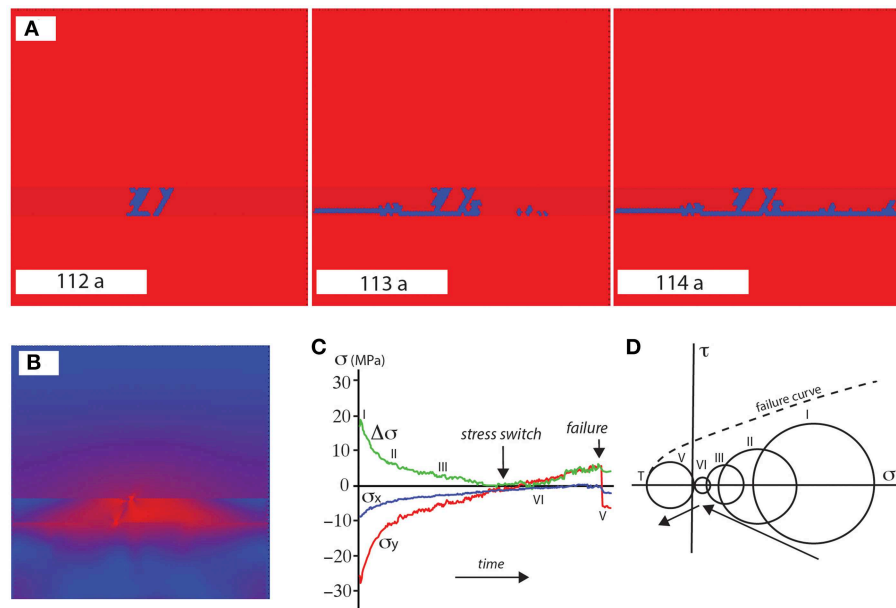 A
112 a
113 a
114 a
B
C
σ (MPa)
30
20
10
0
-10
-20
-30
I
Δσ
II
III
stress switch
failure
σx
VI
V
σy
time
D
τ
failure curve
I
II
III
VI
V
T
σ